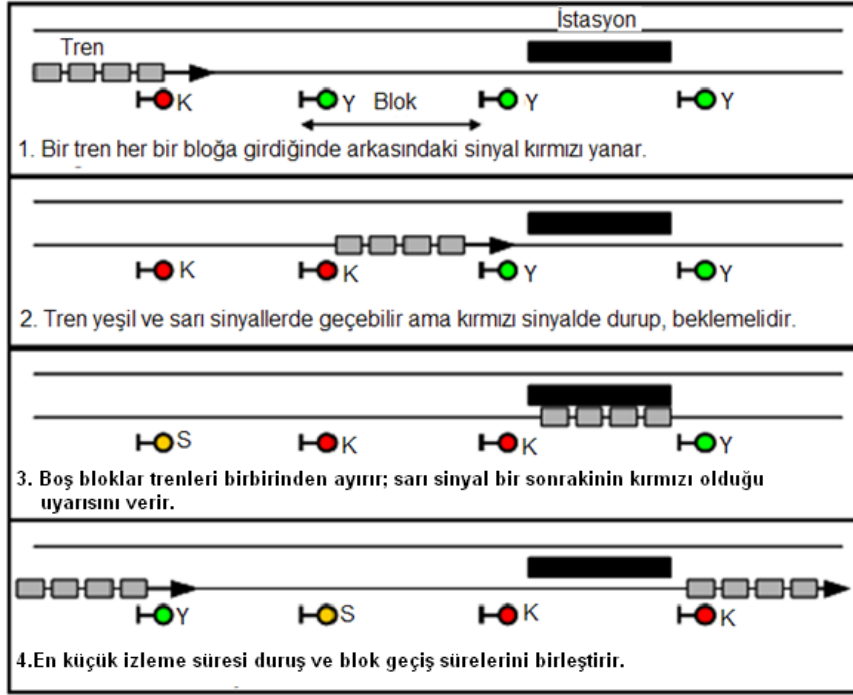 İstasyon
Tren
K Y Blok Y Y
1. Bir tren her bir bloğa girdiğinde arkasındaki sinyal kırmızı yanar.
K K Y Y
2. Tren yeşil ve sarı sinyallerde geçebilir ama kırmızı sinyalde durup, beklemelidir.
S K K Y
3. Boş bloklar trenleri birbirinden ayırır; sarı sinyal bir sonrakinin kırmızı olduğu
uyarısını verir.
Y S K K
4.En küçük izleme süresi duruş ve blok geçiş sürelerini birleştirir.